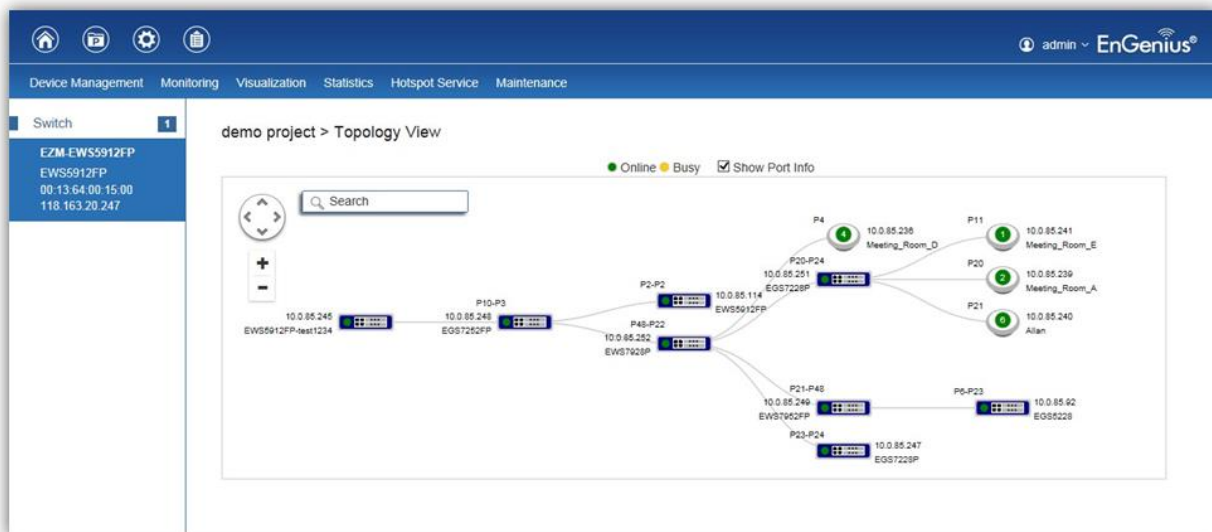 admin
EnGenius®
Device Management Monitoring Visualization Statistics Hotspot Service Maintenance
Switch 1
EZM-EWS5912FP
EWS5912FP
00:13:64:00:15:00
118.163.20.247
demo project > Topology View
Online Busy Show Port Info
Search
10.0.85.245
EWS5912FP-test1234
P10-P3
10.0.85.248
EGS7252FP
P2-P2
10.0.85.114
EWS5912FP
P48-P22
10.0.85.252
EWS7928P
P4
4
10.0.85.236
Meeting_Room_D
P20-P24
10.0.85.251
EGS7228P
P11
1
10.0.85.241
Meeting_Room_E
P20
2
10.0.85.239
Meeting_Room_A
P21
6
10.0.85.240
Allan
P21-P48
10.0.85.249
EWS7952FP
P6-P23
10.0.85.92
EGS5228
P23-P24
10.0.85.247
EGS7228P